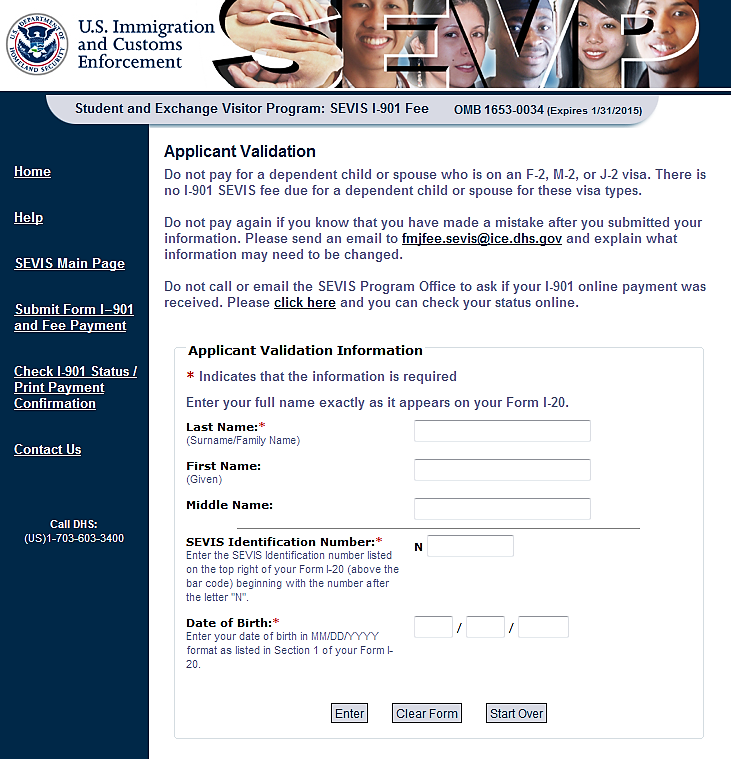 U.S. Immigration
and Customs
Enforcement
SEVP
U.S. DEPARTMENT OF HOMELAND SECURITY
Student and Exchange Visitor Program: SEVIS I-901 Fee OMB 1653-0034 (Expires 1/31/2015)
Home
Help
SEVIS Main Page
Submit Form I–901
and Fee Payment
Check I-901 Status /
Print Payment
Confirmation
Contact Us
Call DHS:
(US)1-703-603-3400
Applicant Validation
Do not pay for a dependent child or spouse who is on an F-2, M-2, or J-2 visa. There is
no I-901 SEVIS fee due for a dependent child or spouse for these visa types.
Do not pay again if you know that you have made a mistake after you submitted your
information. Please send an email to fmjfee.sevis@ice.dhs.gov and explain what
information may need to be changed.
Do not call or email the SEVIS Program Office to ask if your I-901 online payment was
received. Please click here and you can check your status online.
Applicant Validation Information
* Indicates that the information is required
Enter your full name exactly as it appears on your Form I-20.
Last Name:*
(Surname/Family Name)
First Name:
(Given)
Middle Name:
SEVIS Identification Number:* N
Enter the SEVIS Identification number listed
on the top right of your Form I-20 (above the
bar code) beginning with the number after
the letter "N".
Date of Birth:* / /
Enter your date of birth in MM/DD/YYYY
format as listed in Section 1 of your Form I-
20.
Enter Clear Form Start Over